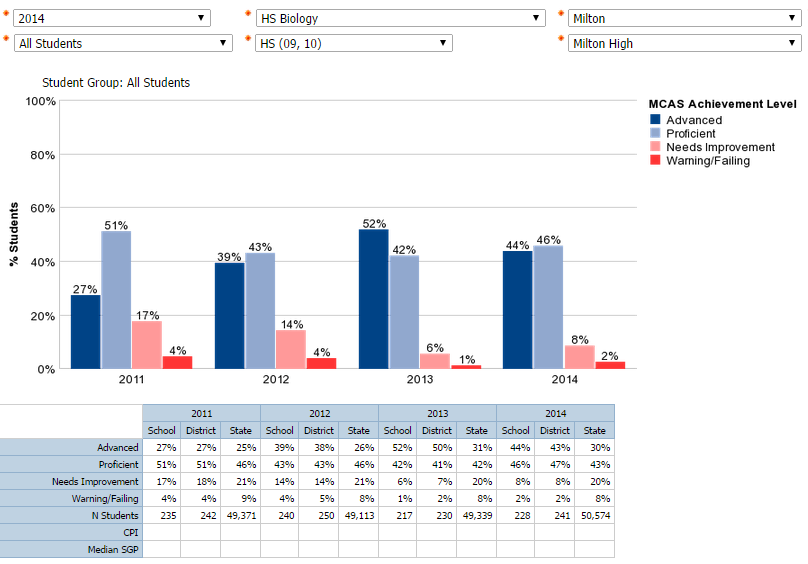 2014 HS Biology Milton
All Students HS (09, 10) Milton High
Student Group: All Students
100%
80%
60%
40%
20%
0%
% Students
MCAS Achievement Level
Advanced
Proficient
Needs Improvement
Warning/Failing
27% 51% 17% 4%
39% 43% 14% 4%
52% 42% 6% 1%
44% 46% 8% 2%
2011 2012 2013 2014
2011 2012 2013 2014
School District State School District State School District State School District State
Advanced 27% 27% 25% 39% 38% 26% 52% 50% 31% 44% 43% 30%
Proficient 51% 51% 46% 43% 43% 46% 42% 41% 42% 46% 47% 43%
Needs Improvement 17% 18% 21% 14% 14% 21% 6% 7% 20% 8% 8% 20%
Warning/Failing 4% 4% 9% 4% 5% 8% 1% 2% 8% 2% 2% 8%
N Students 235 242 49,371 240 250 49,113 217 230 49,339 228 241 50,574
CPI
Median SGP